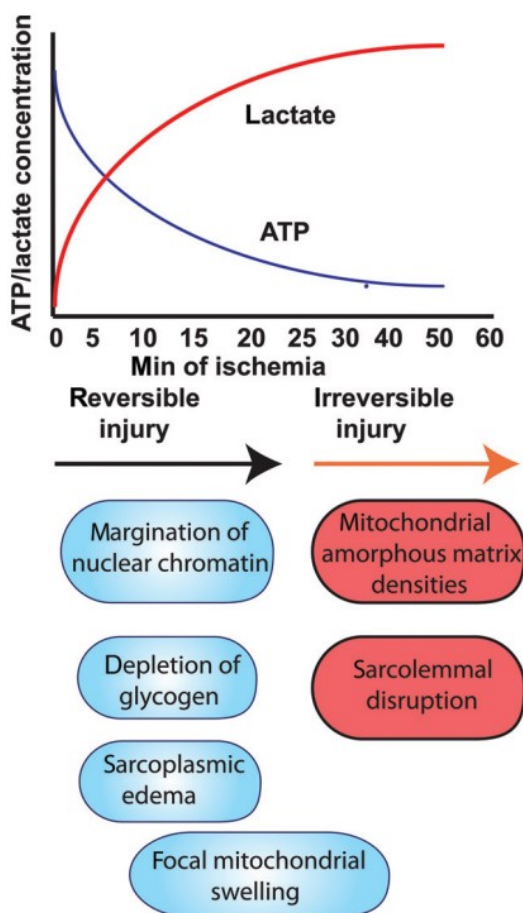 ATP/lactate concentration
Lactate
ATP
0 5 10 15 20 25 30 40 50 60
Min of ischemia
Reversible
injury
Irreversible
injury
Margination of
nuclear chromatin
Mitochondrial
amorphous matrix
densities
Depletion of
glycogen
Sarcolemmal
disruption
Sarcoplasmic
edema
Focal mitochondrial
swelling